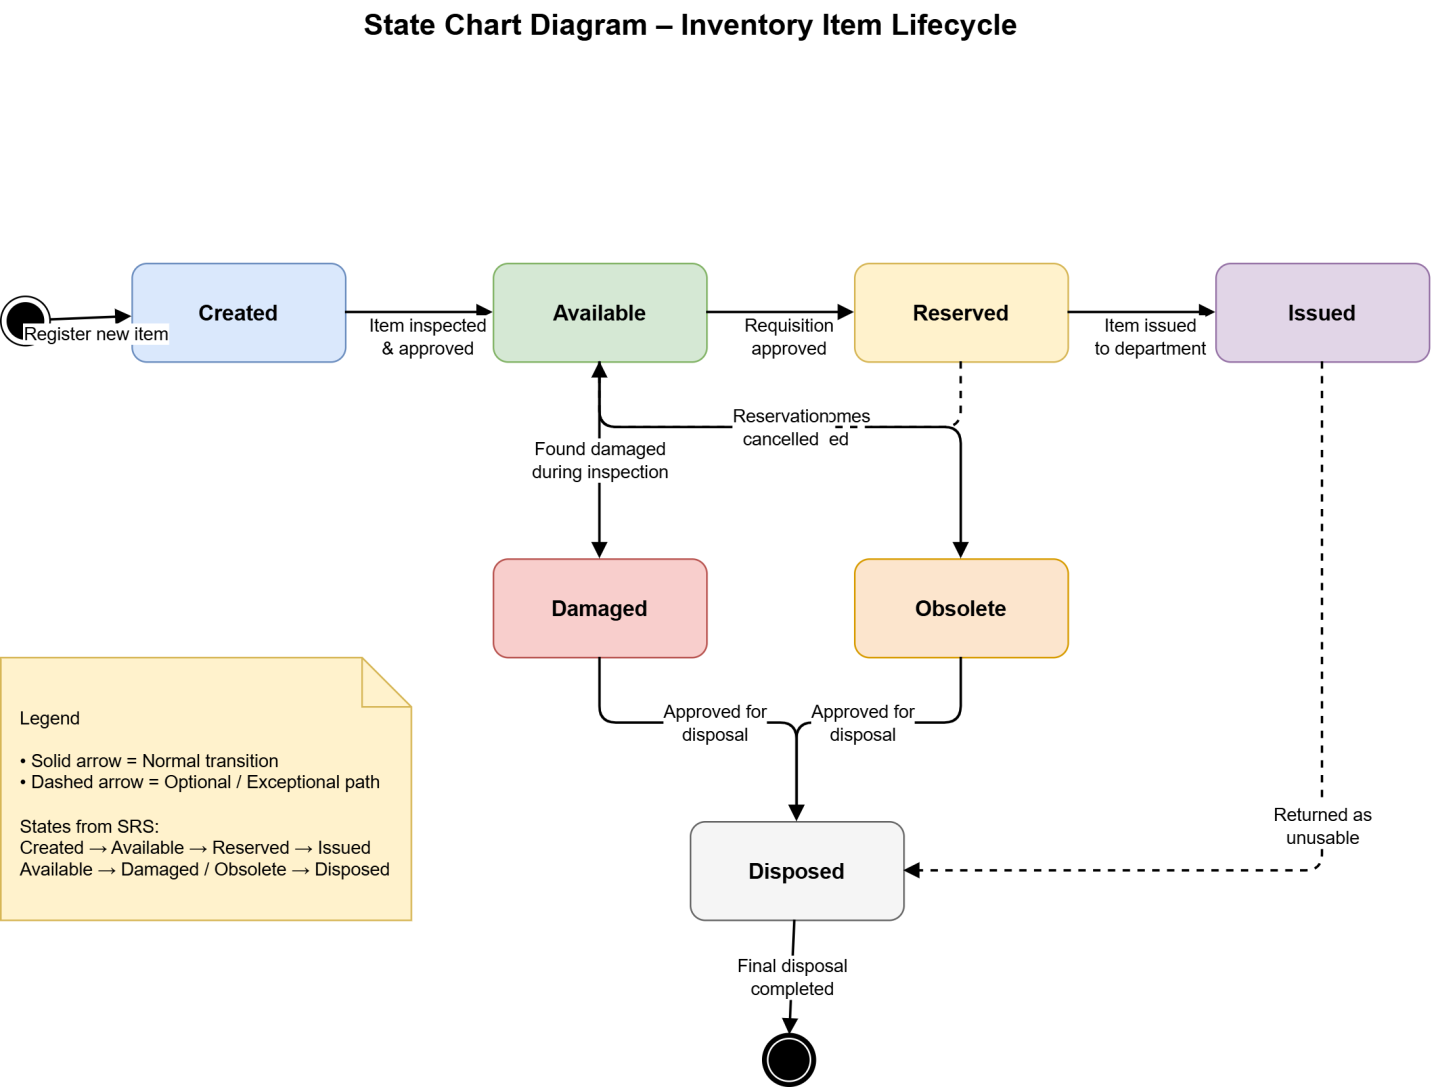 State Chart Diagram – Inventory Item Lifecycle
Created
Available
Reserved
Issued
Register new item
Item inspected
& approved
Requisition
approved
Item issued
to department
Reservation
cancelled
Found damaged
during inspection
Damaged
Obsolete
Approved for
disposal
Approved for
disposal
Legend
• Solid arrow = Normal transition
• Dashed arrow = Optional / Exceptional path
States from SRS:
Created → Available → Reserved → Issued
Available → Damaged / Obsolete → Disposed
Returned as
unusable
Disposed
Final disposal
completed